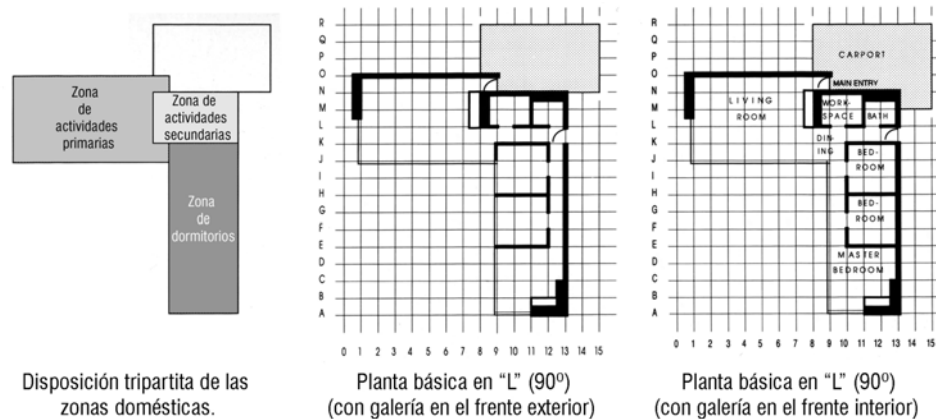 Zona
de
actividades
primarias
Zona de
actividades
secundarias
Zona
de
dormitorios
Disposición tripartita de las
zonas domésticas.
R
Q
P
O
N
M
L
K
J
I
H
G
F
E
D
C
B
A
0 1 2 3 4 5 6 7 8 9 10 11 12 13 14 15
Planta básica en “L” (90º)
(con galería en el frente exterior)
R
Q
P
O
N
M
L
K
J
I
H
G
F
E
D
C
B
A
CARPORT
MAIN ENTRY
LIVING
ROOM
WORK-
SPACE
BATH
DIN-
ING
BED-
ROOM
BED-
ROOM
MASTER
BEDROOM
0 1 2 3 4 5 6 7 8 9 10 11 12 13 14 15
Planta básica en “L” (90º)
(con galería en el frente interior)